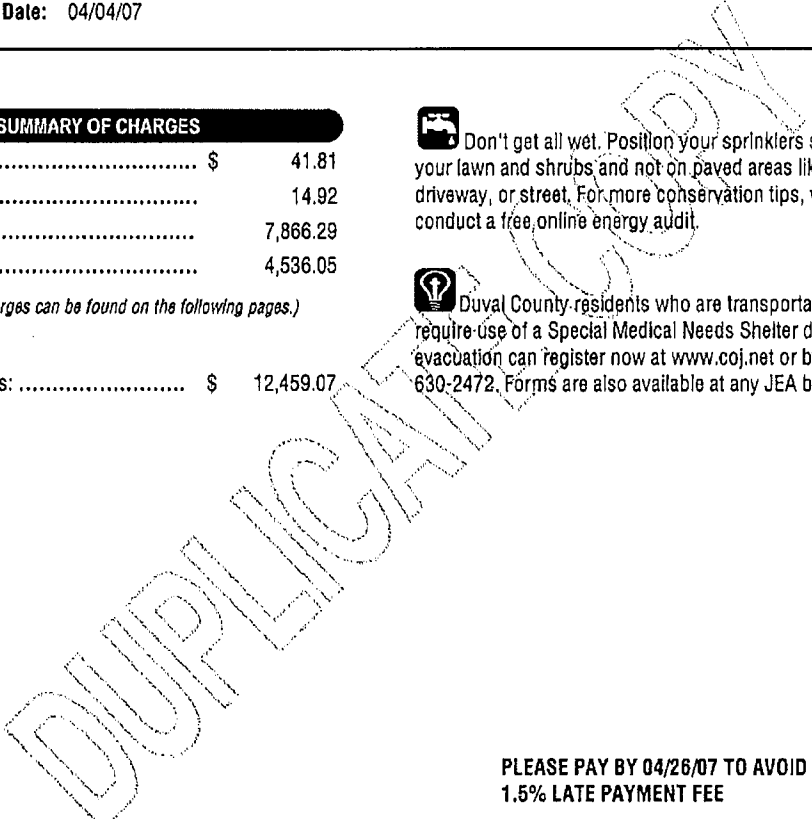 Date: 04/04/07
SUMMARY OF CHARGES
............................. $ 41.81
............................. 14.92
............................. 7,866.29
............................. 4,536.05
rges can be found on the following pages.)
s: ......................... $ 12,459.07
Don't get all wet. Position your sprinklers s
your lawn and shrubs and not on paved areas lik
driveway, or street. For more conservation tips, v
conduct a free online energy audit.
Duval County residents who are transporta
require use of a Special Medical Needs Shelter d
evacuation can register now at www.coj.net or b
630-2472. Forms are also available at any JEA b
DUPLICATE COPY
PLEASE PAY BY 04/26/07 TO AVOID
1.5% LATE PAYMENT FEE